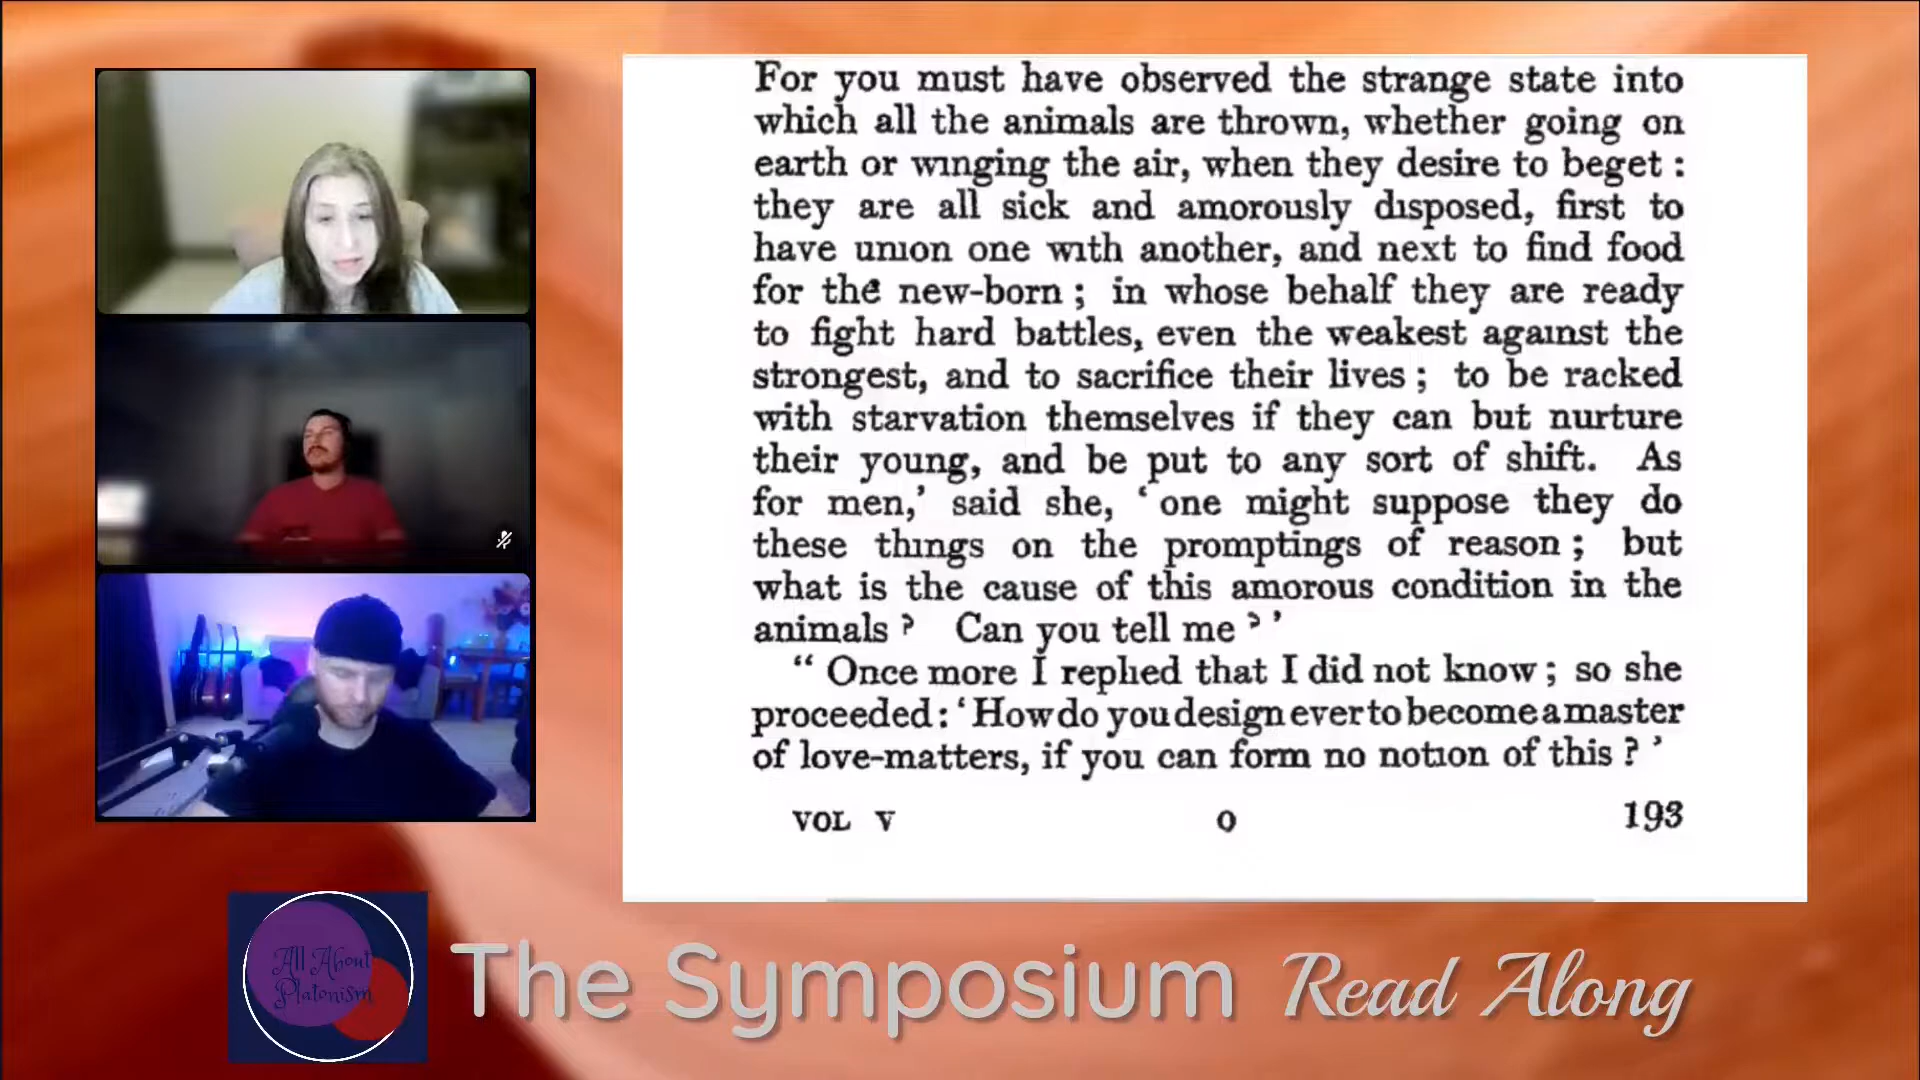 For you must have observed the strange state into
which all the animals are thrown, whether going on
earth or winging the air, when they desire to beget :
they are all sick and amorously disposed, first to
have union one with another, and next to find food
for the new-born ; in whose behalf they are ready
to fight hard battles, even the weakest against the
strongest, and to sacrifice their lives ; to be racked
with starvation themselves if they can but nurture
their young, and be put to any sort of shift. As
for men,’ said she, ‘ one might suppose they do
these things on the promptings of reason ; but
what is the cause of this amorous condition in the
animals ? Can you tell me ? ’
“ Once more I replied that I did not know ; so she
proceeded: ‘ How do you design ever to become a master
of love-matters, if you can form no notion of this ? ’
VOL V O 193
All About
Platonism
The Symposium Read Along